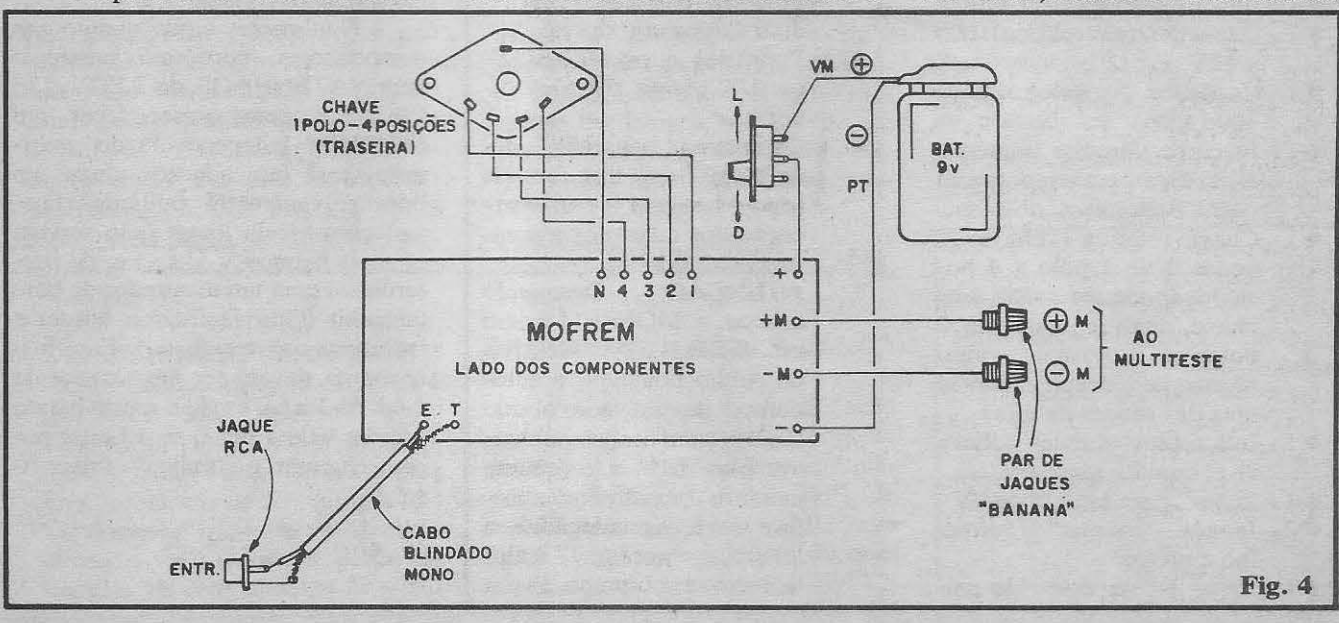 CHAVE
1 POLO-4 POSIÇÕES
(TRASEIRA)
L
D
VM ⊕
⊖
PT
BAT.
9v
N 4 3 2 1
MOFREM
LADO DOS COMPONENTES
+
+M
-M
-
⊕ M
⊖ M
AO
MULTITESTE
PAR DE
JAQUES
"BANANA"
E T
JAQUE
RCA
ENTR.
CABO
BLINDADO
MONO
Fig. 4